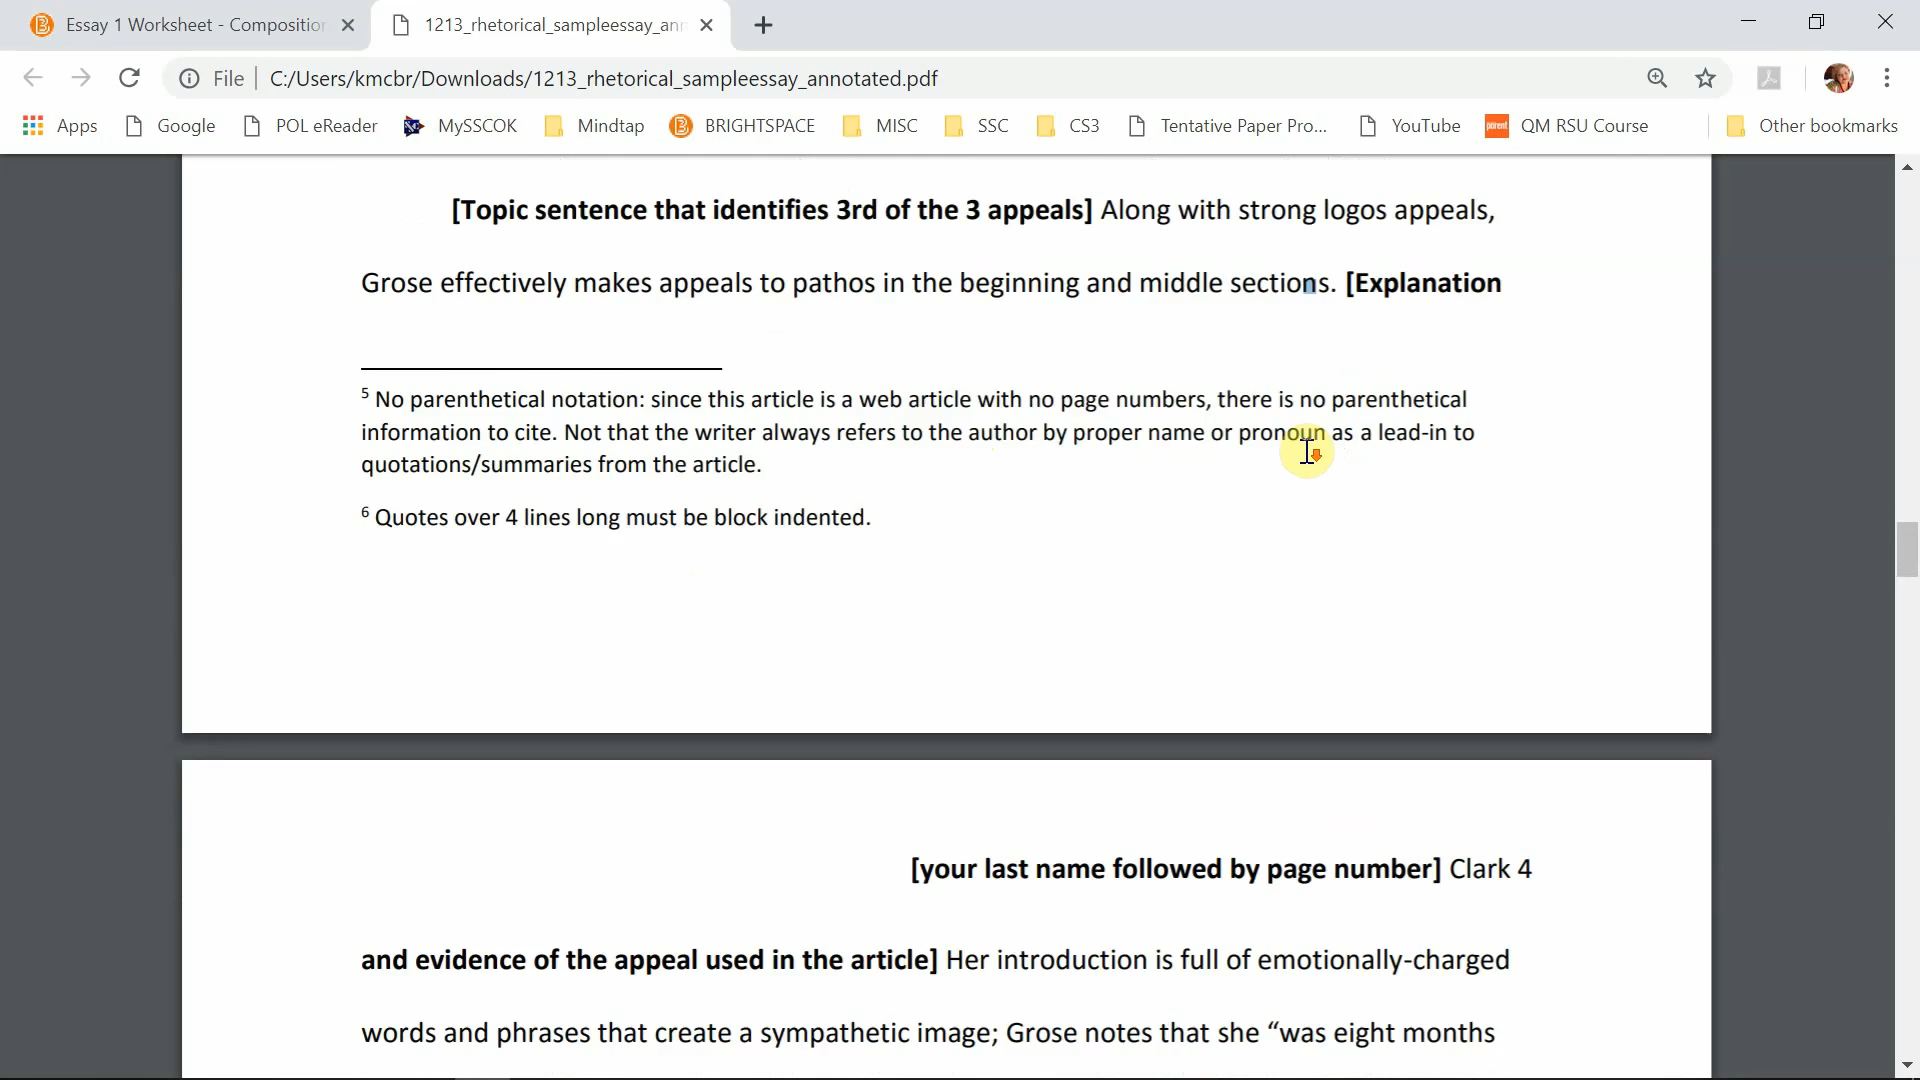 Essay 1 Worksheet - Composition
1213_rhetorical_sampleessay_ann
File
C:/Users/kmcbr/Downloads/1213_rhetorical_sampleessay_annotated.pdf
Apps Google POL eReader MySSCOK Mindtap BRIGHTSPACE MISC SSC CS3 Tentative Paper Pro... YouTube QM RSU Course Other bookmarks
[Topic sentence that identifies 3rd of the 3 appeals] Along with strong logos appeals,
Grose effectively makes appeals to pathos in the beginning and middle sections. [Explanation
5 No parenthetical notation: since this article is a web article with no page numbers, there is no parenthetical
information to cite. Not that the writer always refers to the author by proper name or pronoun as a lead-in to
quotations/summaries from the article.
6 Quotes over 4 lines long must be block indented.
[your last name followed by page number] Clark 4
and evidence of the appeal used in the article] Her introduction is full of emotionally-charged
words and phrases that create a sympathetic image; Grose notes that she “was eight months